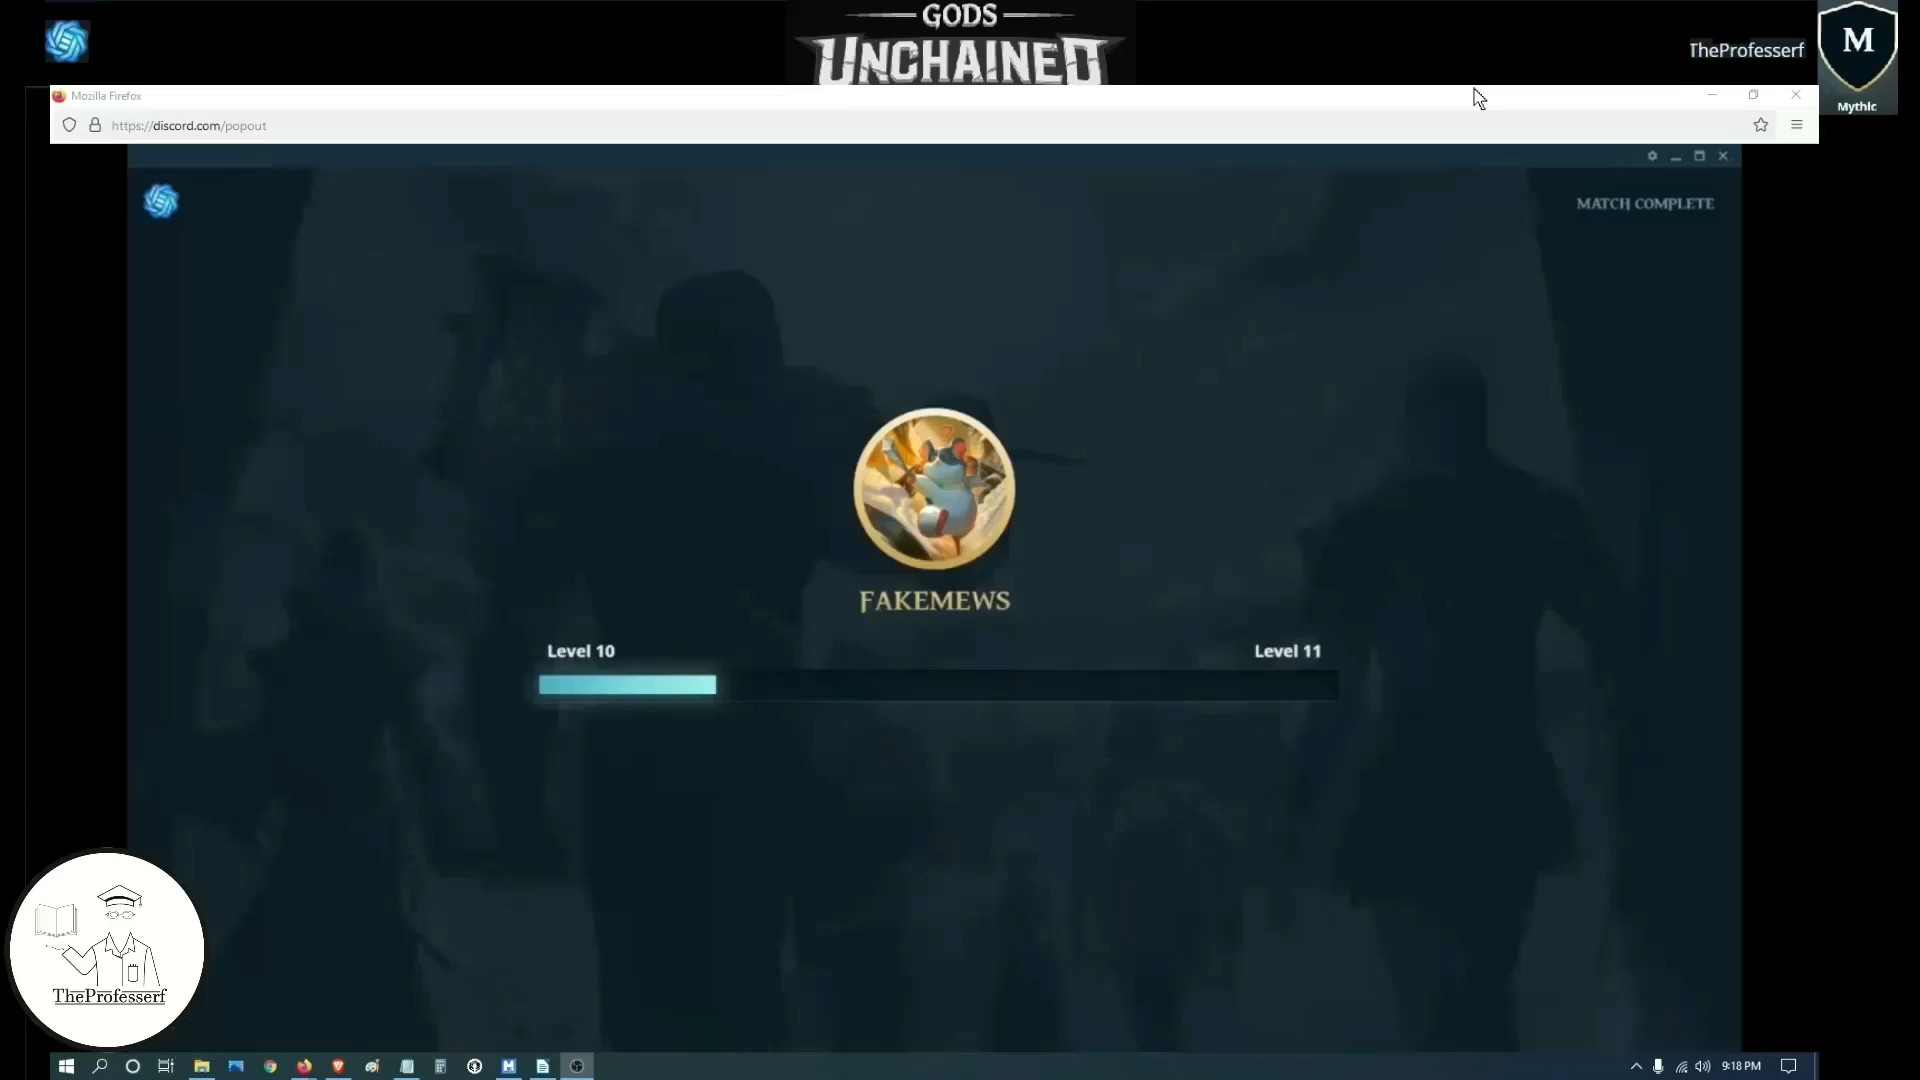 GODS
UNCHAINED
TheProfesserf
M
Mythic
Mozilla Firefox
https://discord.com/popout
MATCH COMPLETE
FAKEMEWS
Level 10
Level 11
TheProfesserf
9:18 PM